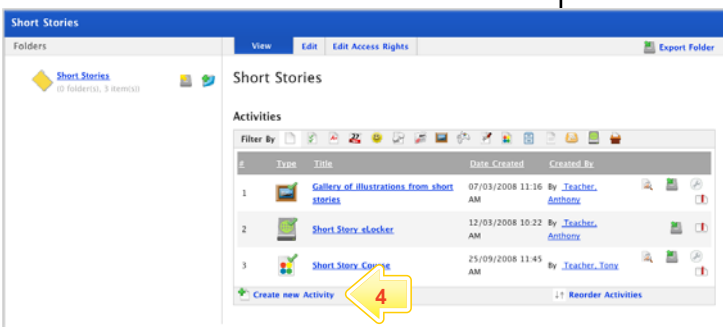 Short Stories
Folders
View Edit Edit Access Rights Export Folder
Short Stories
(0 folder(s), 3 item(s))
Short Stories
Activities
Filter By
# Type Title Date Created Created By
1 Gallery of illustrations from short stories 07/03/2008 11:16 AM By Teacher, Anthony
2 Short Story eLocker 12/03/2008 10:22 AM By Teacher, Anthony
3 Short Story Course 25/09/2008 11:45 AM By Teacher, Tony
Create new Activity 4 Reorder Activities